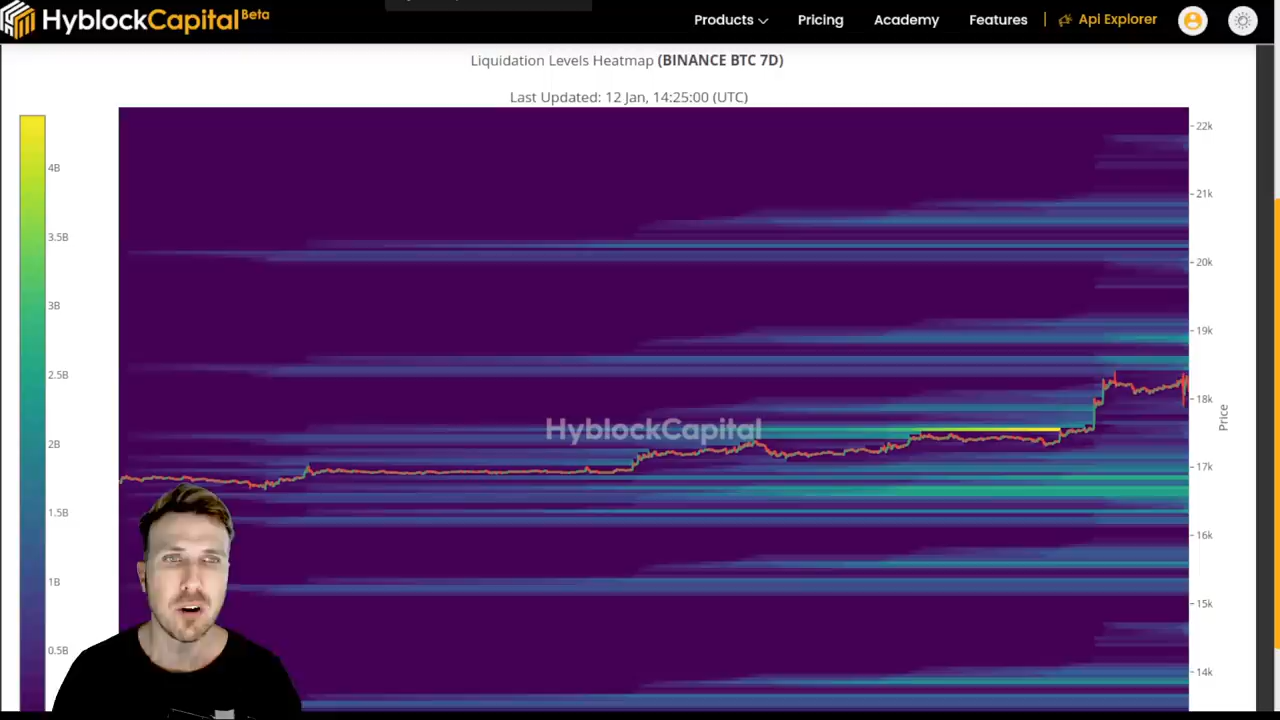 HyblockCapital Beta
Products Pricing Academy Features Api Explorer
Liquidation Levels Heatmap (BINANCE BTC 7D)
Last Updated: 12 Jan, 14:25:00 (UTC)
4B
3.5B
3B
2.5B
2B
1.5B
1B
0.5B
HyblockCapital
22k
21k
20k
19k
18k
17k
16k
15k
14k
Price